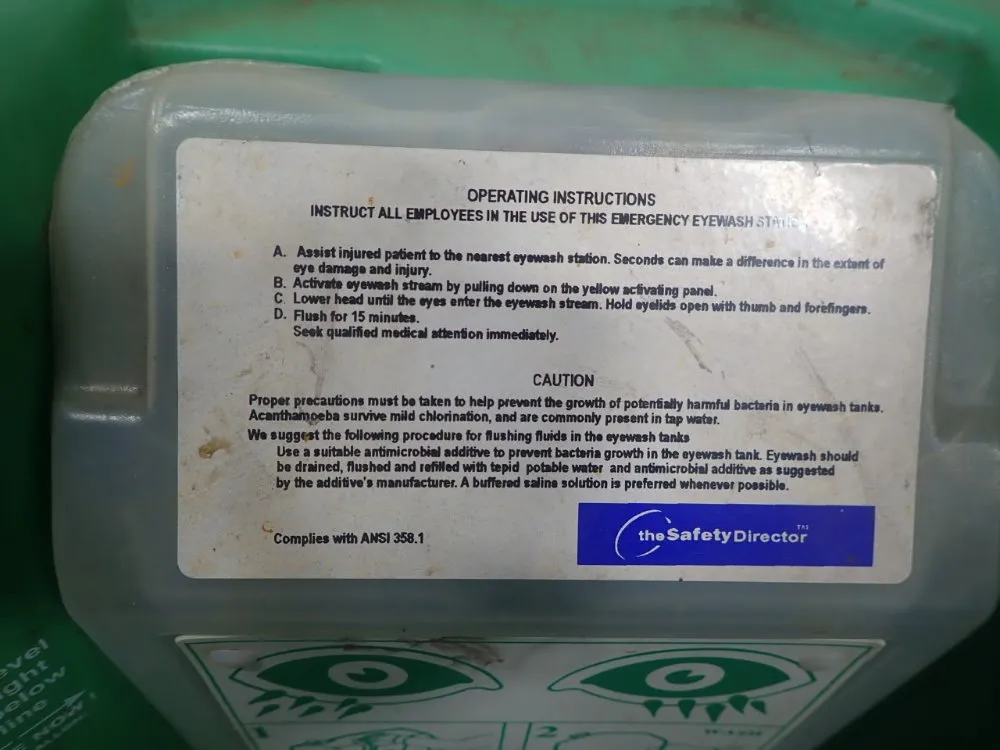 OPERATING INSTRUCTIONS
INSTRUCT ALL EMPLOYEES IN THE USE OF THIS EMERGENCY EYEWASH
A. Assist injured patient to the nearest eyewash station. Seconds can make a difference in the extent of
eye damage and injury.
B. Activate eyewash stream by pulling down on the yellow activating panel.
C. Lower head until the eyes enter the eyewash stream. Hold eyelids open with thumb and forefingers.
D. Flush for 15 minutes.
Seek qualified medical attention immediately.
CAUTION
Proper precautions must be taken to help prevent the growth of potentially harmful bacteria in eyewash tanks.
Acanthamoeba survive mild chlorination, and are commonly present in tap water.
We suggest the following procedure for flushing fluids in the eyewash tanks
Use a suitable antimicrobial additive to prevent bacteria growth in the eyewash tank. Eyewash should
be drained, flushed and refilled with tepid potable water and antimicrobial additive as suggested
by the additive's manufacturer. A buffered saline solution is preferred whenever possible.
Complies with ANSI 358.1
the Safety Director™
1
2
NOW